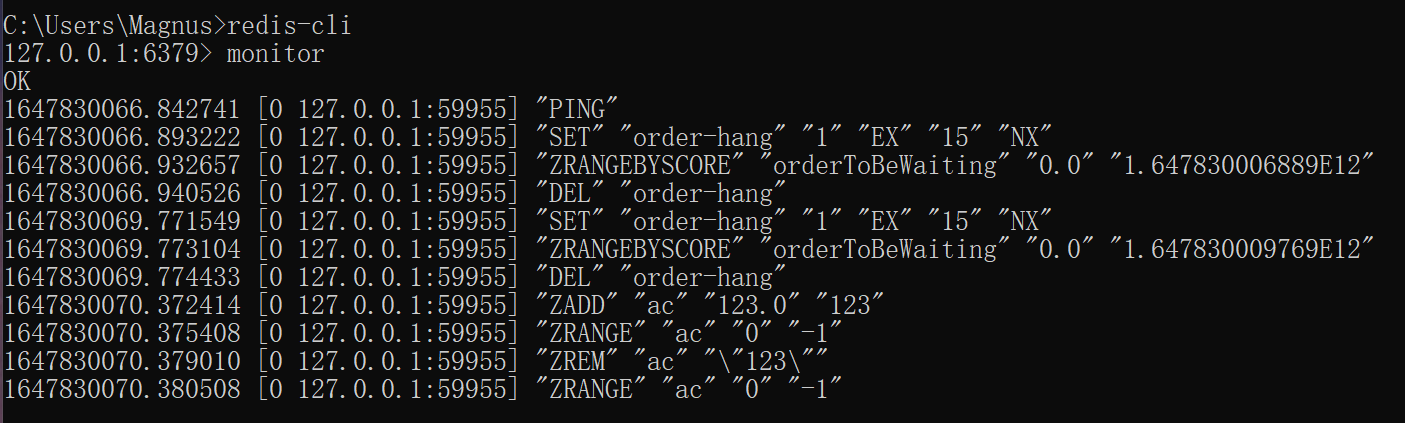 C:\Users\Magnus>redis-cli
127.0.0.1:6379> monitor
OK
1647830066.842741 [0 127.0.0.1:59955] "PING"
1647830066.893222 [0 127.0.0.1:59955] "SET" "order-hang" "1" "EX" "15" "NX"
1647830066.932657 [0 127.0.0.1:59955] "ZRANGEBYSCORE" "orderToBeWaiting" "0.0" "1.647830006889E12"
1647830066.940526 [0 127.0.0.1:59955] "DEL" "order-hang"
1647830069.771549 [0 127.0.0.1:59955] "SET" "order-hang" "1" "EX" "15" "NX"
1647830069.773104 [0 127.0.0.1:59955] "ZRANGEBYSCORE" "orderToBeWaiting" "0.0" "1.647830009769E12"
1647830069.774433 [0 127.0.0.1:59955] "DEL" "order-hang"
1647830070.372414 [0 127.0.0.1:59955] "ZADD" "ac" "123.0" "123"
1647830070.375408 [0 127.0.0.1:59955] "ZRANGE" "ac" "0" "-1"
1647830070.379010 [0 127.0.0.1:59955] "ZREM" "ac" "\"123\""
1647830070.380508 [0 127.0.0.1:59955] "ZRANGE" "ac" "0" "-1"